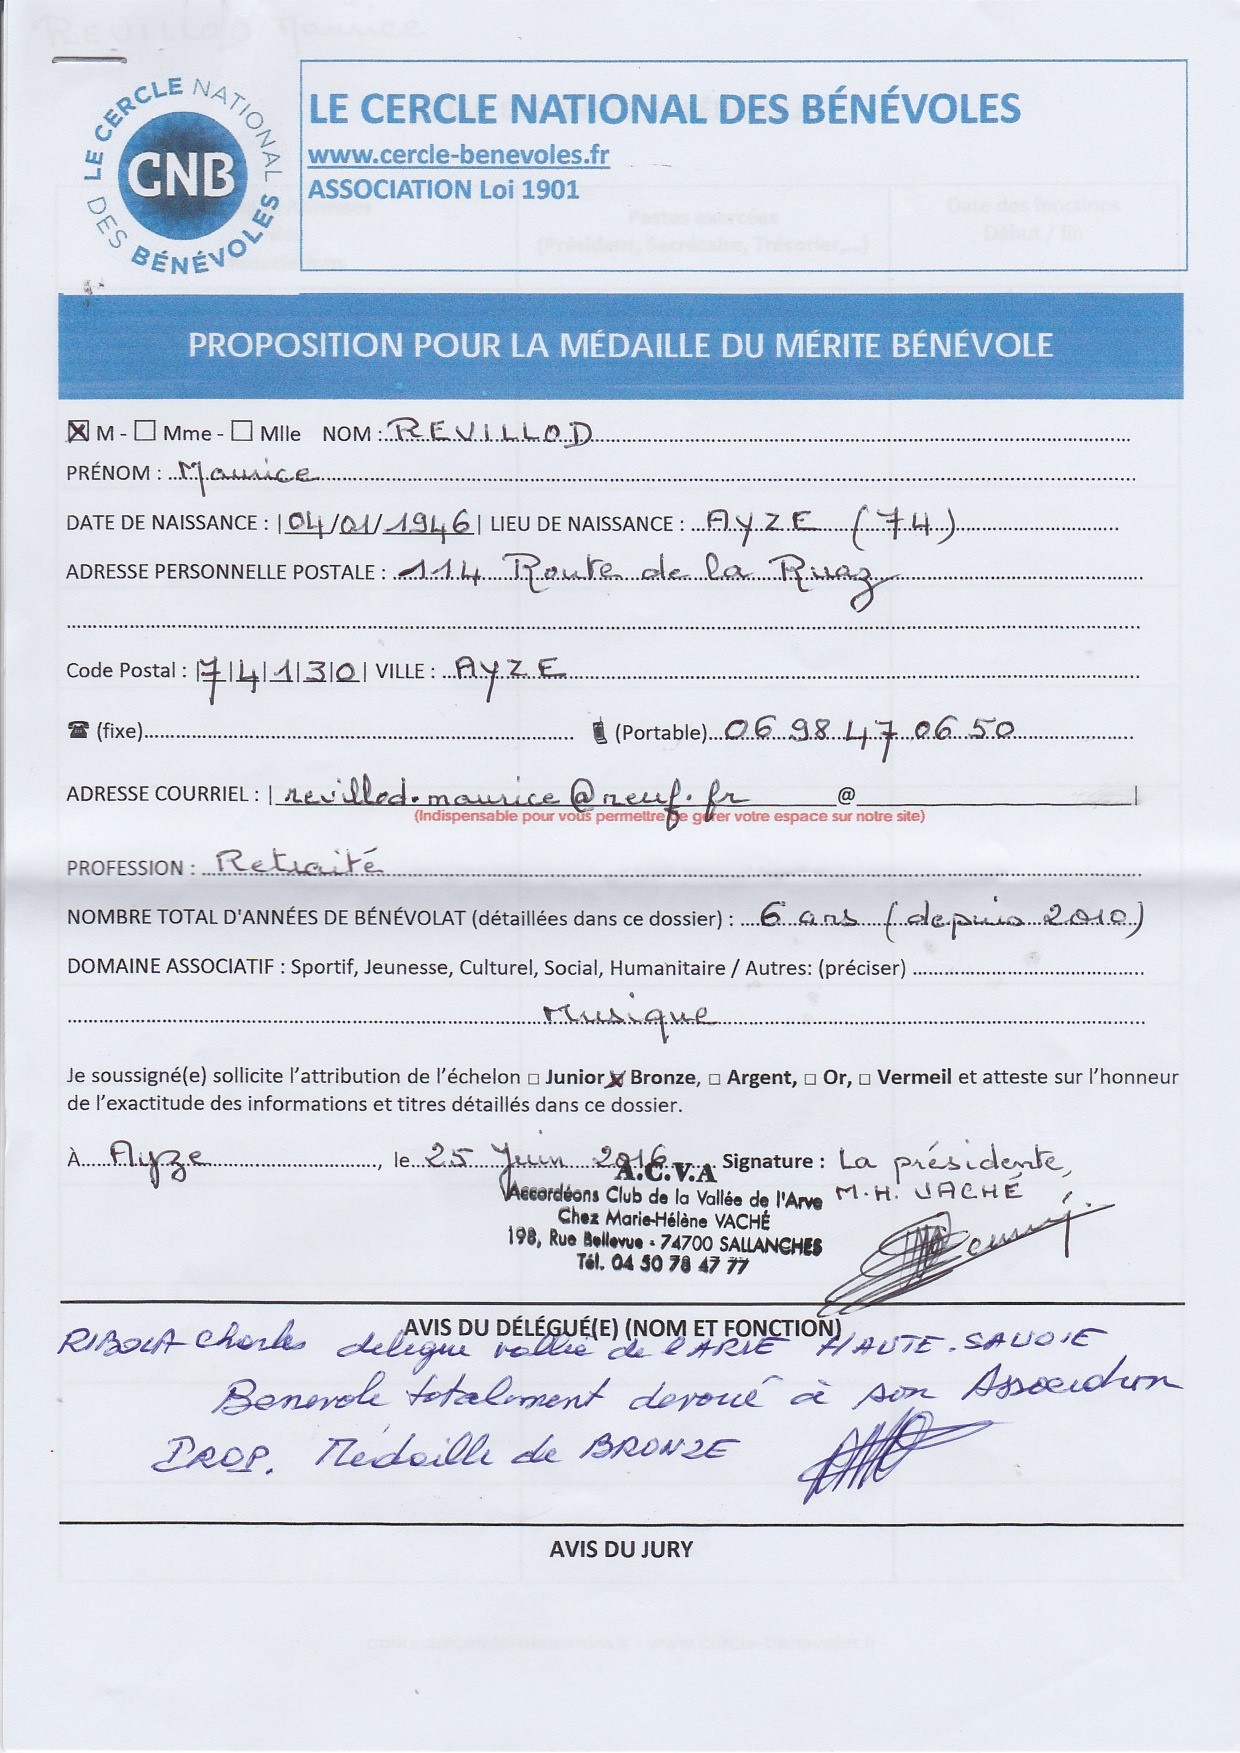 LE CERCLE NATIONAL DES BÉNÉVOLES
CNB
LE CERCLE NATIONAL DES BÉNÉVOLES
www.cercle-benevoles.fr
ASSOCIATION Loi 1901
PROPOSITION POUR LA MÉDAILLE DU MÉRITE BÉNÉVOLE
☒ M - ☐ Mme - ☐ Mlle NOM : REVILLOD
PRÉNOM : Maurice
DATE DE NAISSANCE : | 04/01/1946 | LIEU DE NAISSANCE : AYZE (74)
ADRESSE PERSONNELLE POSTALE : 114 Route de la Ruaz
Code Postal : |7|4|1|3|0| VILLE : AYZE
☎ (fixe) (Portable) 06 98 47 06 50
ADRESSE COURRIEL : | revillod.maurice@neuf.fr @ |
(Indispensable pour vous permettre de gérer votre espace sur notre site)
PROFESSION : Retraité
NOMBRE TOTAL D'ANNÉES DE BÉNÉVOLAT (détaillées dans ce dossier) : 6 ans (depuis 2010)
DOMAINE ASSOCIATIF : Sportif, Jeunesse, Culturel, Social, Humanitaire / Autres: (préciser)
Musique
Je soussigné(e) sollicite l'attribution de l'échelon ☐ Junior ☒ Bronze, ☐ Argent, ☐ Or, ☐ Vermeil et atteste sur l'honneur
de l'exactitude des informations et titres détaillés dans ce dossier.
À Ayze, le 25 Juin 2016 Signature : La présidente,
M.H. VACHÉ
A.C.V.A
Accordéons Club de la Vallée de l'Arve
Chez Marie-Hélène VACHÉ
198, Rue Bellevue - 74700 SALLANCHES
Tél. 04 50 78 47 77
AVIS DU DÉLÉGUÉ(E) (NOM ET FONCTION)
Charles délégué vallée de l'ARVE HAUTE-SAVOIE
Benevole totalement devoué à son Association
PROP. Médaille de BRONZE
AVIS DU JURY